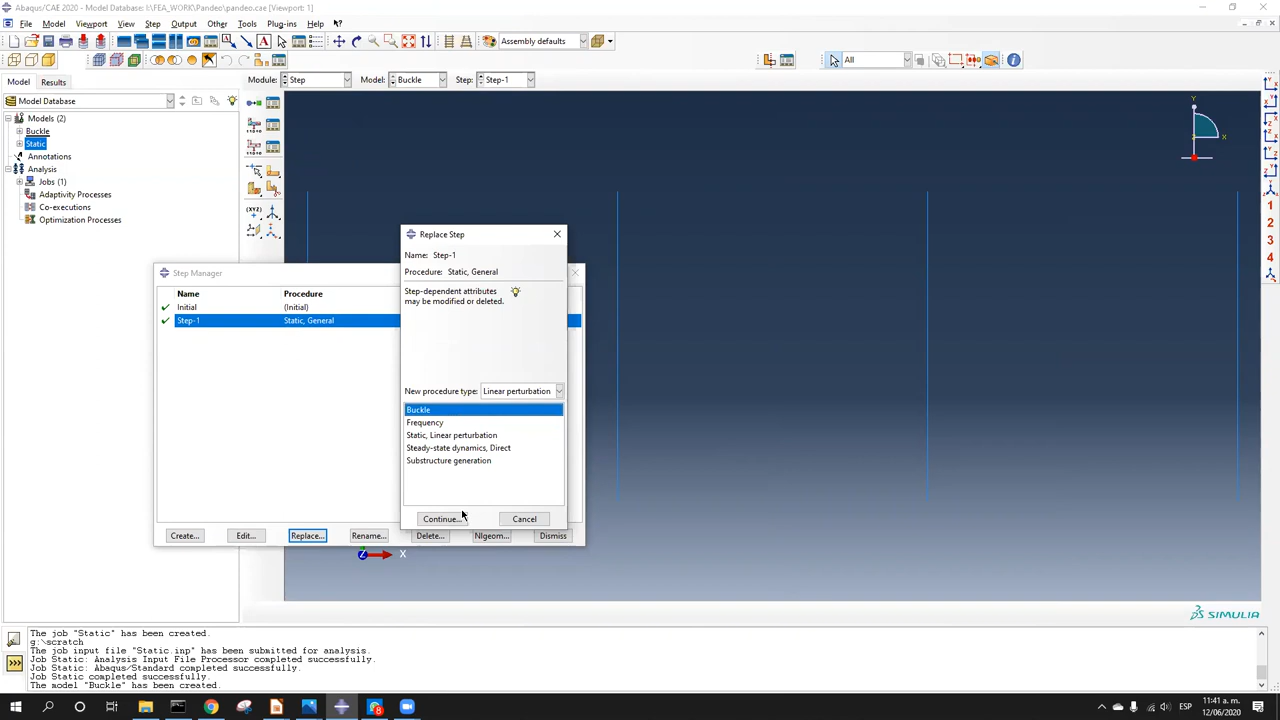 Abaqus/CAE 2020 - Model Database: I:\FEA_WORK\Pandeo\pandeo.cae [Viewport: 1]
File Model Viewport View Step Output Other Tools Plug-ins Help
Assembly defaults
All
Model Results Module: Step Model: Buckle Step: Step-1
Model Database
Models (2)
Buckle
Static
Annotations
Analysis
Jobs (1)
Adaptivity Processes
Co-executions
Optimization Processes
Y
X
1
2
3
4
Replace Step
Name: Step-1
Procedure: Static, General
Step-dependent attributes
may be modified or deleted.
New procedure type: Linear perturbation
Buckle
Frequency
Static, Linear perturbation
Steady-state dynamics, Direct
Substructure generation
Continue... Cancel
Step Manager
Name Procedure
Initial (Initial)
Step-1 Static, General
Create... Edit... Replace... Rename... Delete... Nlgeom... Dismiss
Z X
SIMULIA
The job "Static" has been created.
g:\scratch
The job input file "Static.inp" has been submitted for analysis.
Job Static: Analysis Input File Processor completed successfully.
Job Static: Abaqus/Standard completed successfully.
Job Static completed successfully.
The model "Buckle" has been created.
ESP 11:41 a. m.
12/06/2020